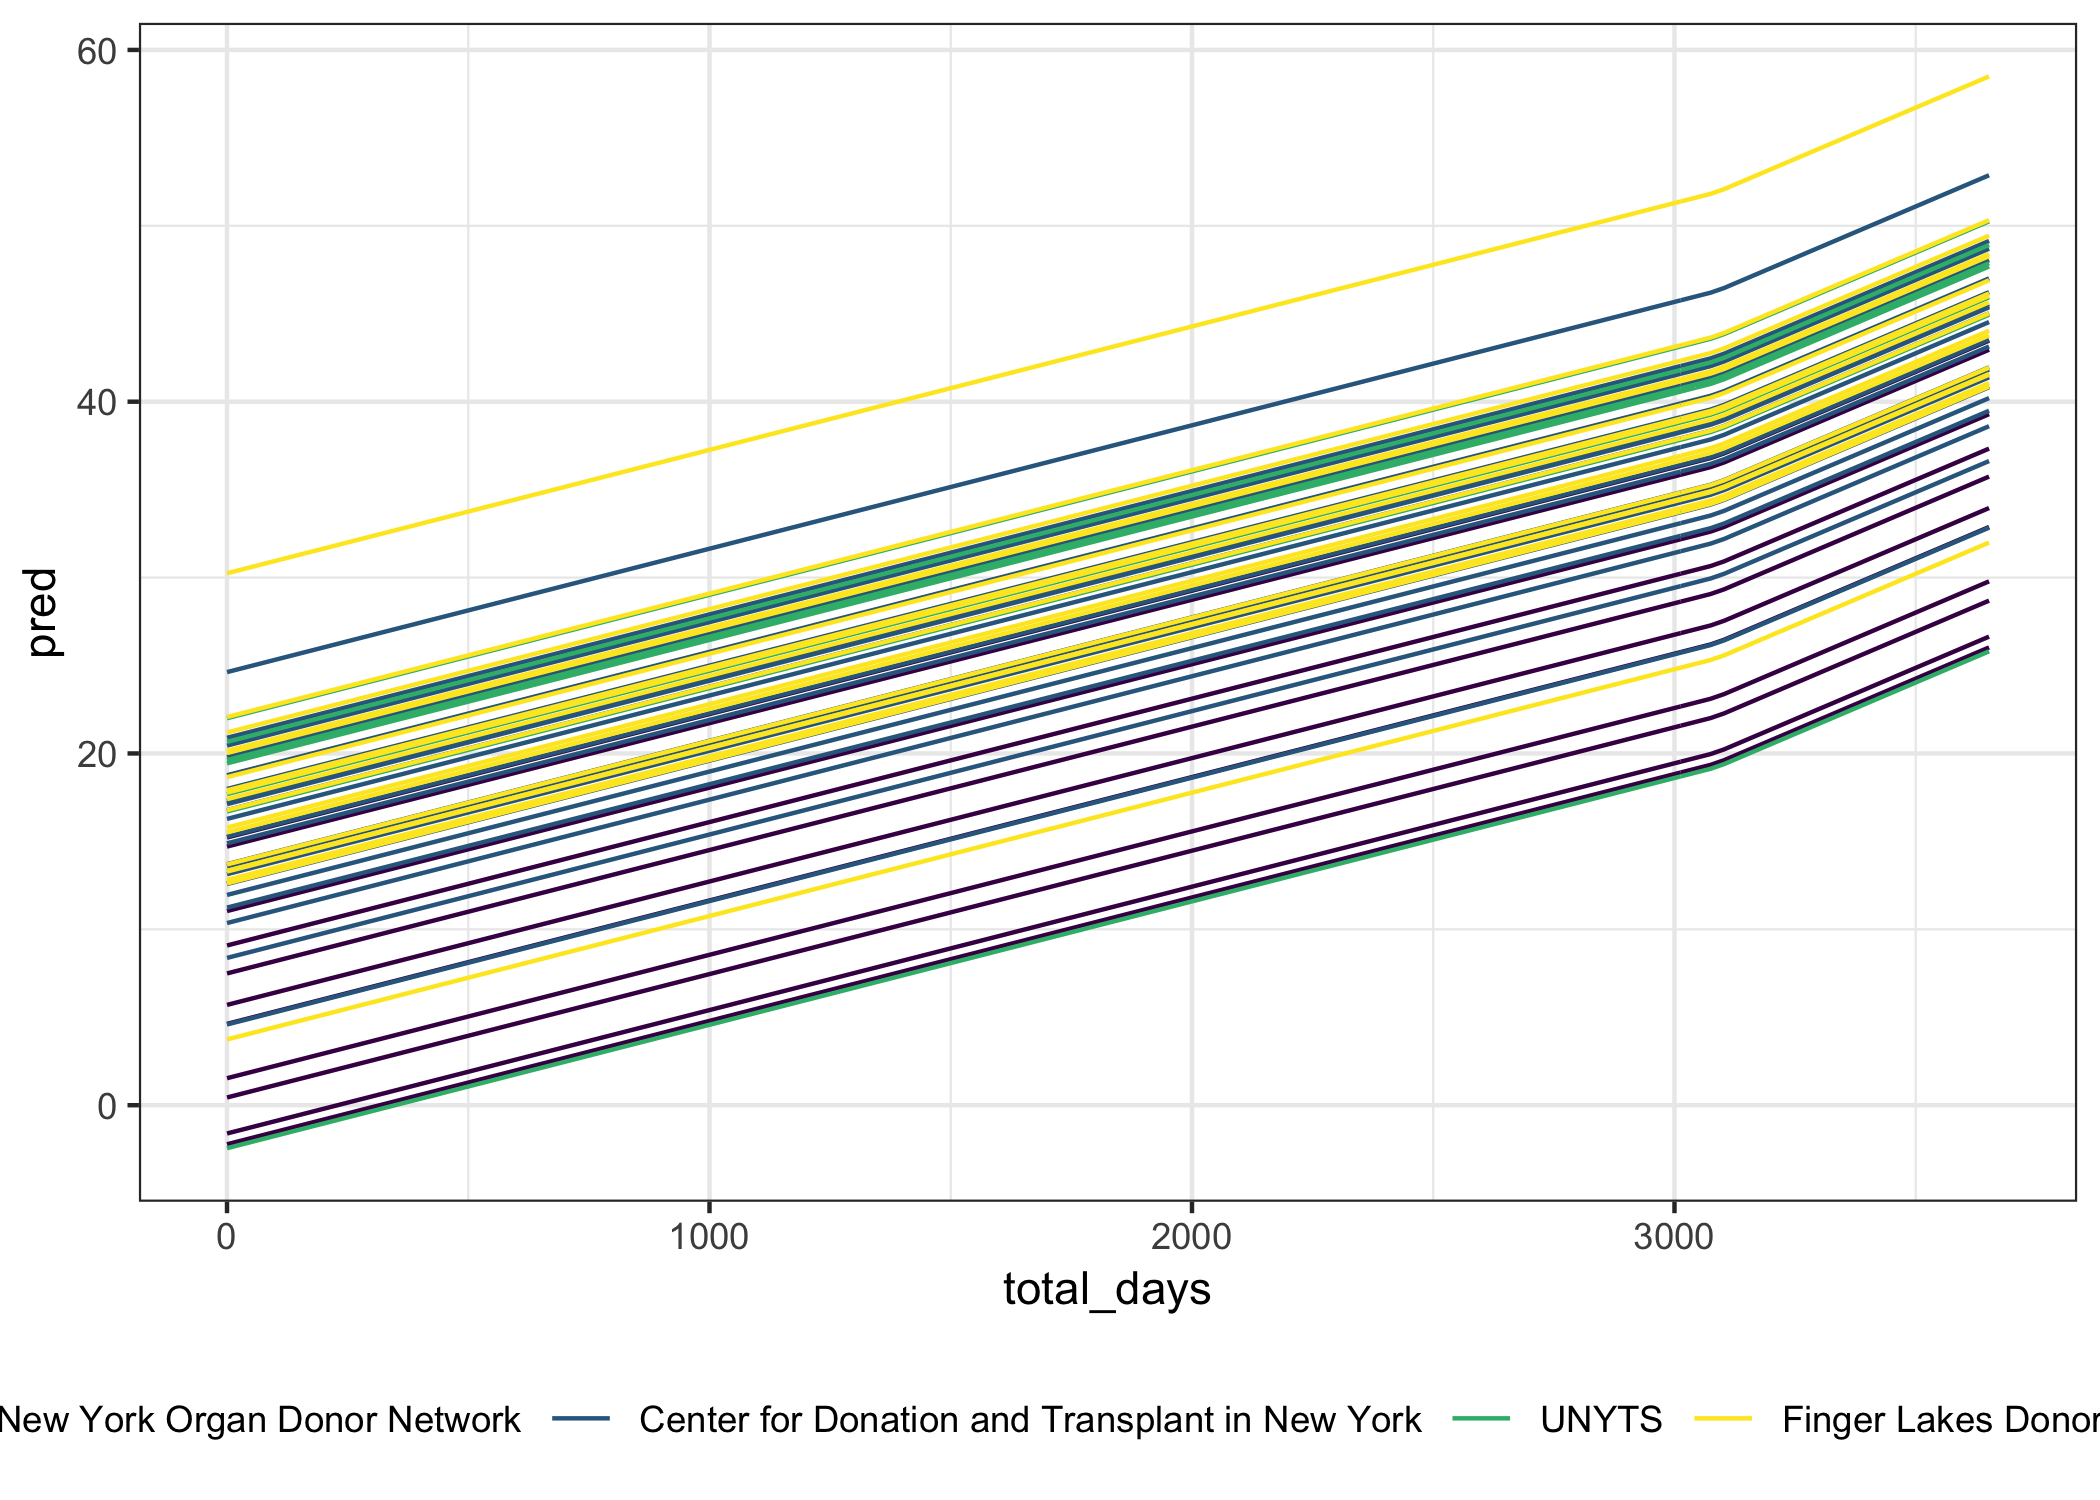 60
40
20
0
pred
0 1000 2000 3000
total_days
New York Organ Donor Network Center for Donation and Transplant in New York UNYTS Finger Lakes Donor